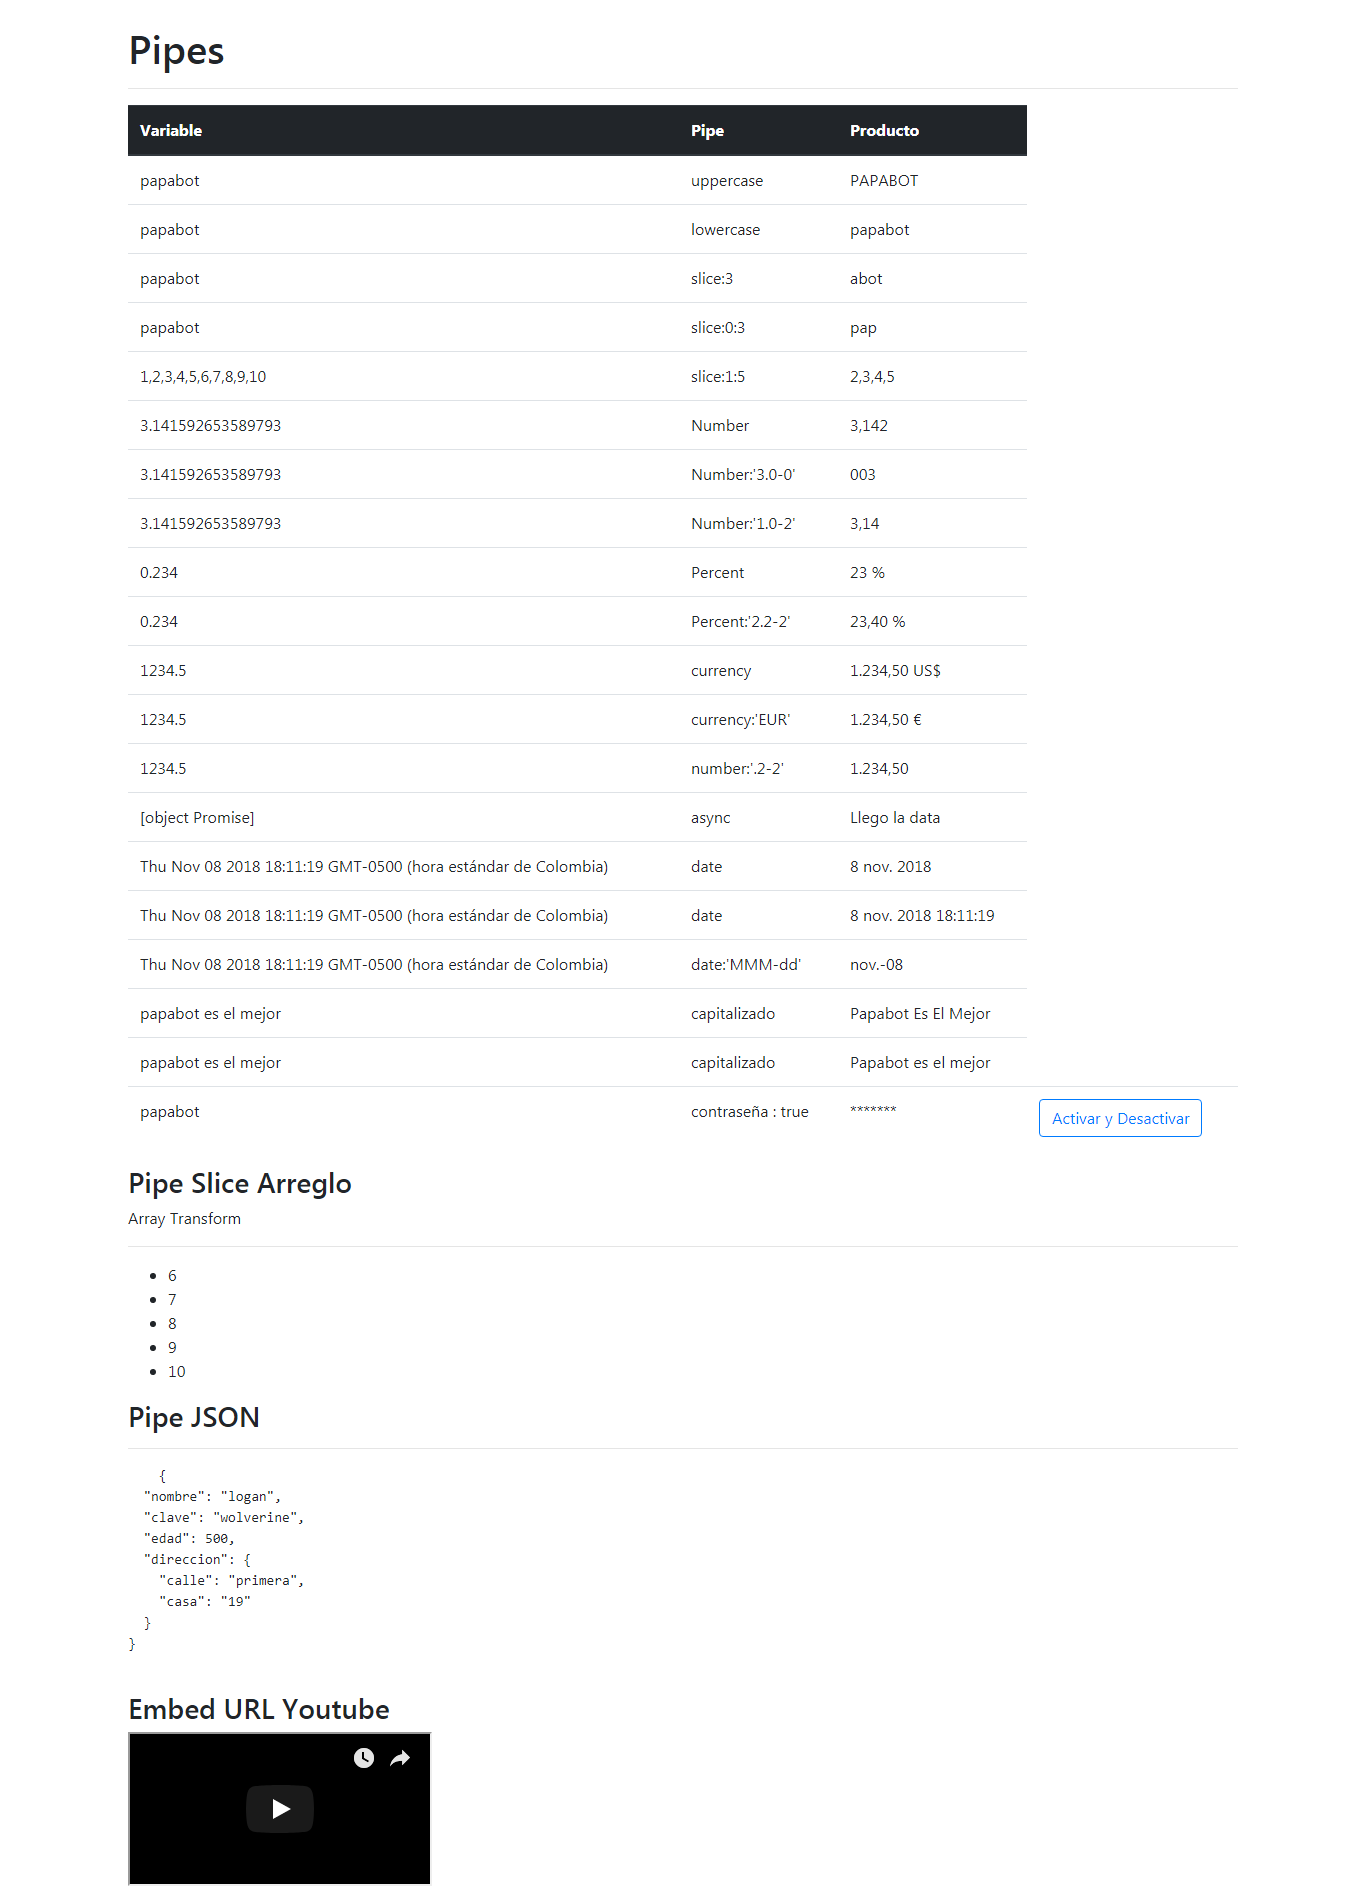 Pipes
Variable Pipe Producto
papabot uppercase PAPABOT
papabot lowercase papabot
papabot slice:3 abot
papabot slice:0:3 pap
1,2,3,4,5,6,7,8,9,10 slice:1:5 2,3,4,5
3.141592653589793 Number 3,142
3.141592653589793 Number:'3.0-0' 003
3.141592653589793 Number:'1.0-2' 3,14
0.234 Percent 23 %
0.234 Percent:'2.2-2' 23,40 %
1234.5 currency 1.234,50 US$
1234.5 currency:'EUR' 1.234,50 €
1234.5 number:'.2-2' 1.234,50
[object Promise] async Llego la data
Thu Nov 08 2018 18:11:19 GMT-0500 (hora estándar de Colombia) date 8 nov. 2018
Thu Nov 08 2018 18:11:19 GMT-0500 (hora estándar de Colombia) date 8 nov. 2018 18:11:19
Thu Nov 08 2018 18:11:19 GMT-0500 (hora estándar de Colombia) date:'MMM-dd' nov.-08
papabot es el mejor capitalizado Papabot Es El Mejor
papabot es el mejor capitalizado Papabot es el mejor
papabot contraseña : true ******* Activar y Desactivar
Pipe Slice Arreglo
Array Transform
• 6
• 7
• 8
• 9
• 10
Pipe JSON
{
"nombre": "logan",
"clave": "wolverine",
"edad": 500,
"direccion": {
"calle": "primera",
"casa": "19"
}
}
Embed URL Youtube